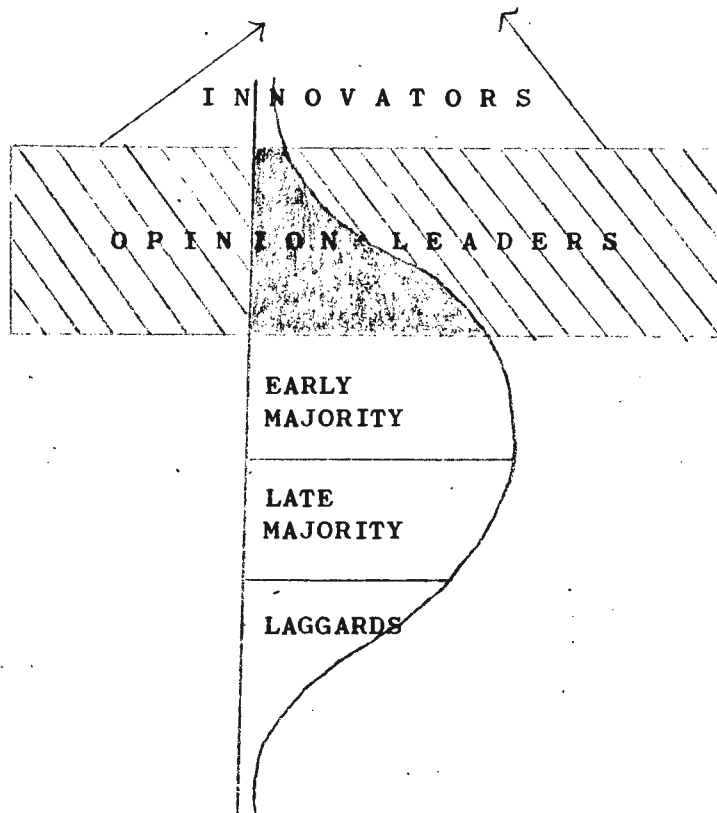 INNOVATORS
OPINION LEADERS
EARLY
MAJORITY
LATE
MAJORITY
LAGGARDS